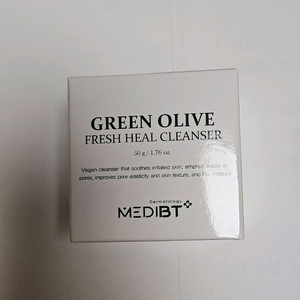 GREEN OLIVE
FRESH HEAL CLEANSER
50 g / 1.76 oz.
Vegan cleanser that soothes irritated skin,
pores, improves pore elasticity and skin texture, and
Dermatology
MEDIBT